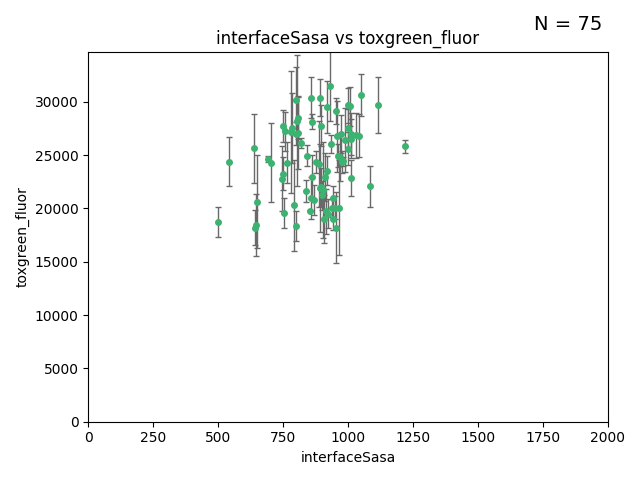 N = 75
interfaceSasa vs toxgreen_fluor
toxgreen_fluor
30000
25000
20000
15000
10000
5000
0
0 250 500 750 1000 1250 1500 1750 2000
interfaceSasa